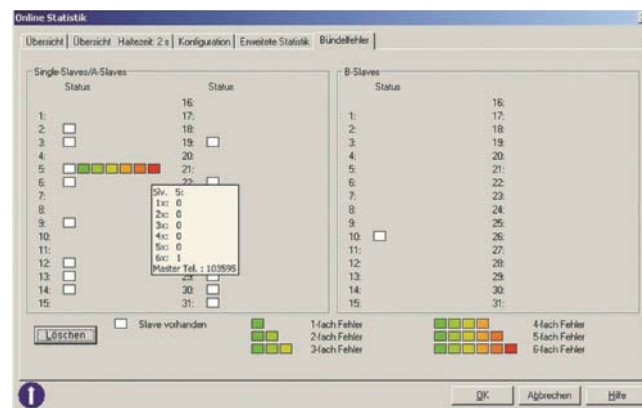 Online Statistik
Übersicht Übersicht Haltezeit: 2 s Konfiguration Erweitete Statistik Bündelfehler
Single-Slaves/A-Slaves
Status Status
16:
1: 17:
2: 18:
3: 19:
4: 20:
5: 21:
6: 22:
7:
8:
9:
10:
11:
12:
13: 29:
14: 30:
15: 31:
Slv. 5:
1x: 0
2x: 0
3x: 0
4x: 0
5x: 0
6x: 1
Master Tel. : 103595
B-Slaves
Status
16:
1: 17:
2: 18:
3: 19:
4: 20:
5: 21:
6: 22:
7: 23:
8: 24:
9: 25:
10: 26:
11: 27:
12: 28:
13: 29:
14: 30:
15: 31:
Löschen
Slave vorhanden
1-fach Fehler
2-fach Fehler
3-fach Fehler
4-fach Fehler
5-fach Fehler
6-fach Fehler
OK Abbrechen Hilfe